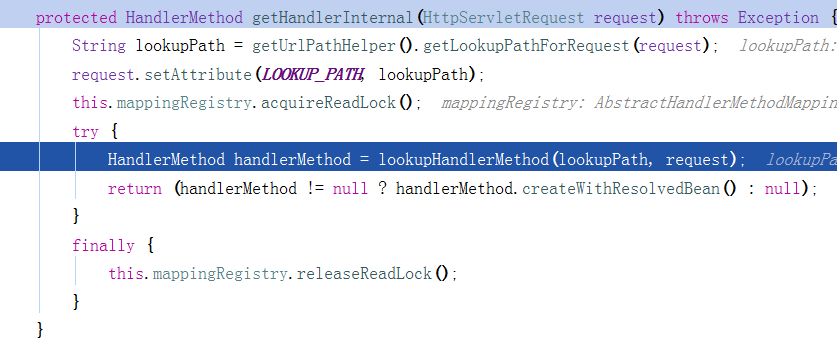 protected HandlerMethod getHandlerInternal(HttpServletRequest request) throws Exception {
String lookupPath = getUrlPathHelper().getLookupPathForRequest(request); lookupPath:
request.setAttribute(LOOKUP_PATH, lookupPath);
this.mappingRegistry.acquireReadLock(); mappingRegistry: AbstractHandlerMethodMappin
try {
HandlerMethod handlerMethod = lookupHandlerMethod(lookupPath, request); lookupPa
return (handlerMethod != null ? handlerMethod.createWithResolvedBean() : null);
}
finally {
this.mappingRegistry.releaseReadLock();
}
}